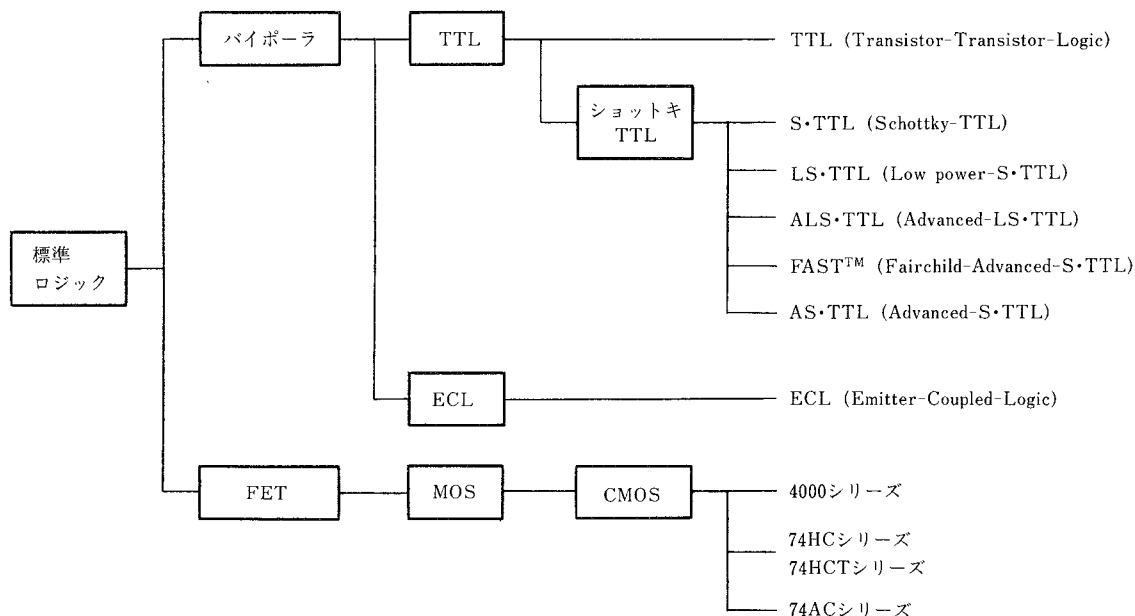 バイポーラ
TTL
TTL (Transistor-Transistor-Logic)
ショットキ
TTL
S・TTL (Schottky-TTL)
LS・TTL (Low power-S・TTL)
ALS・TTL (Advanced-LS・TTL)
標準
ロジック
FAST™ (Fairchild-Advanced-S・TTL)
AS・TTL (Advanced-S・TTL)
ECL
ECL (Emitter-Coupled-Logic)
FET
MOS
CMOS
4000シリーズ
74HCシリーズ
74HCTシリーズ
74ACシリーズ